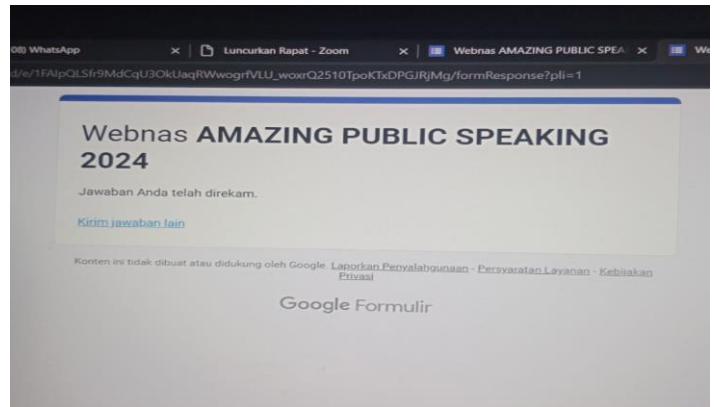 08) WhatsApp
Luncurkan Rapat - Zoom
Webnas AMAZING PUBLIC SPEA
We
formResponse?pli=1
Webnas AMAZING PUBLIC SPEAKING
2024
Jawaban Anda telah direkam.
Kirim jawaban lain
Konten ini tidak dibuat atau didukung oleh Google. Laporkan Penyalahgunaan - Persyaratan Layanan - Kebijakan
Privasi
Google Formulir